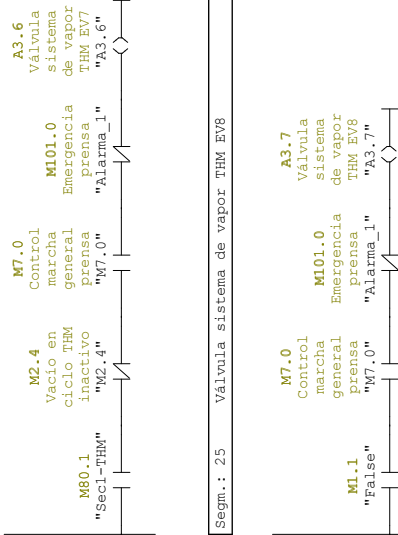 M80.1
"Sec1-THM"
M2.4
Vacío en
ciclo THM
inactivo
"M2.4"
M7.0
Control
marcha
general
prensa
"M7.0"
M101.0
Emergencia
prensa
"Alarma_1"
A3.6
Válvula
sistema
de vapor
THM EV7
"A3.6"
Segm.: 25 Válvula sistema de vapor THM EV8
M1.1
"False"
M7.0
Control
marcha
general
prensa
"M7.0"
M101.0
Emergencia
prensa
"Alarma_1"
A3.7
Válvula
sistema
de vapor
THM EV8
"A3.7"